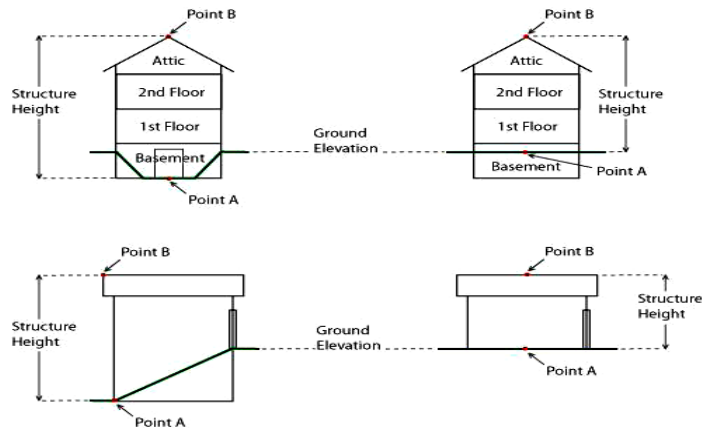 Point B
Attic
2nd Floor
Structure
Height
1st Floor
Basement
Point A
Ground
Elevation
Point B
Attic
2nd Floor
Structure
Height
1st Floor
Basement
Point A
Point B
Structure
Height
Point A
Ground
Elevation
Point B
Structure
Height
Point A